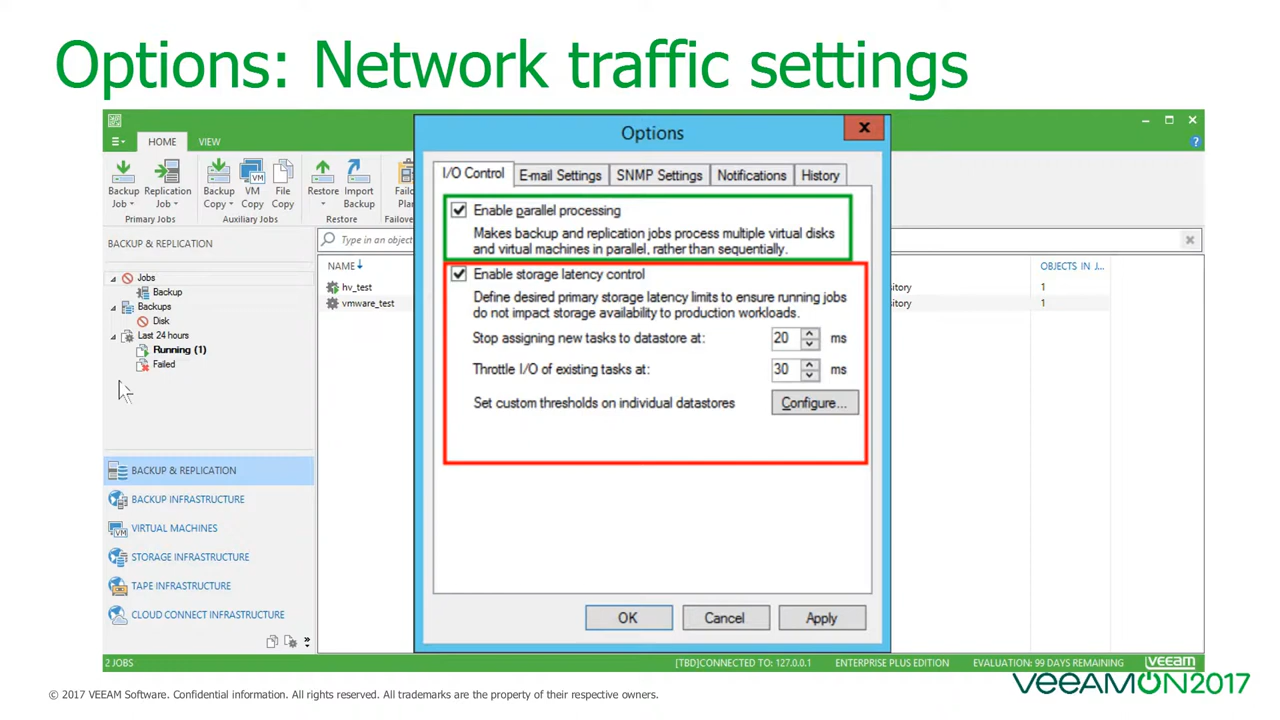 Options: Network traffic settings
HOME
VIEW
Backup Job
Replication Job
Backup Copy
VM Copy
File Copy
Restore
Import Backup
Failo
Plan
Primary Jobs
Auxiliary Jobs
Restore
Failover
BACKUP & REPLICATION
Type in an object
NAME
OBJECTS IN J...
Jobs
Backup
Backups
Disk
Last 24 hours
Running (1)
Failed
hv_test
sitory
1
vmware_test
sitory
1
Options
I/O Control
E-mail Settings
SNMP Settings
Notifications
History
Enable parallel processing
Makes backup and replication jobs process multiple virtual disks
and virtual machines in parallel, rather than sequentially.
Enable storage latency control
Define desired primary storage latency limits to ensure running jobs
do not impact storage availability to production workloads.
Stop assigning new tasks to datastore at: 20 ms
Throttle I/O of existing tasks at: 30 ms
Set custom thresholds on individual datastores Configure...
OK
Cancel
Apply
BACKUP & REPLICATION
BACKUP INFRASTRUCTURE
VIRTUAL MACHINES
STORAGE INFRASTRUCTURE
TAPE INFRASTRUCTURE
CLOUD CONNECT INFRASTRUCTURE
2 JOBS
[TBD]CONNECTED TO: 127.0.0.1
ENTERPRISE PLUS EDITION
EVALUATION: 99 DAYS REMAINING
veeam
© 2017 VEEAM Software. Confidential information. All rights reserved. All trademarks are the property of their respective owners.
VEEAMON2017